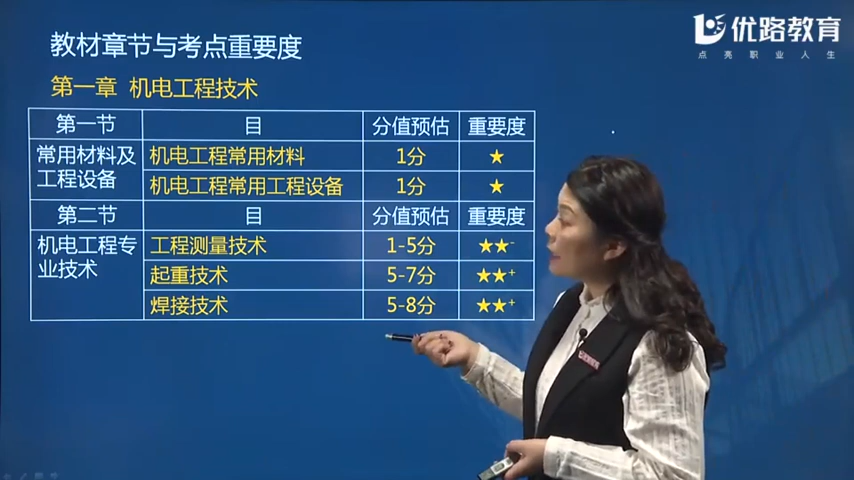 优路教育
点亮职业人生
教材章节与考点重要度
第一章 机电工程技术
第一节 目 分值预估 重要度
常用材料及工程设备 机电工程常用材料 1分 ★
机电工程常用工程设备 1分 ★
第二节 目 分值预估 重要度
机电工程专业技术 工程测量技术 1-5分 ★★-
起重技术 5-7分 ★★+
焊接技术 5-8分 ★★+